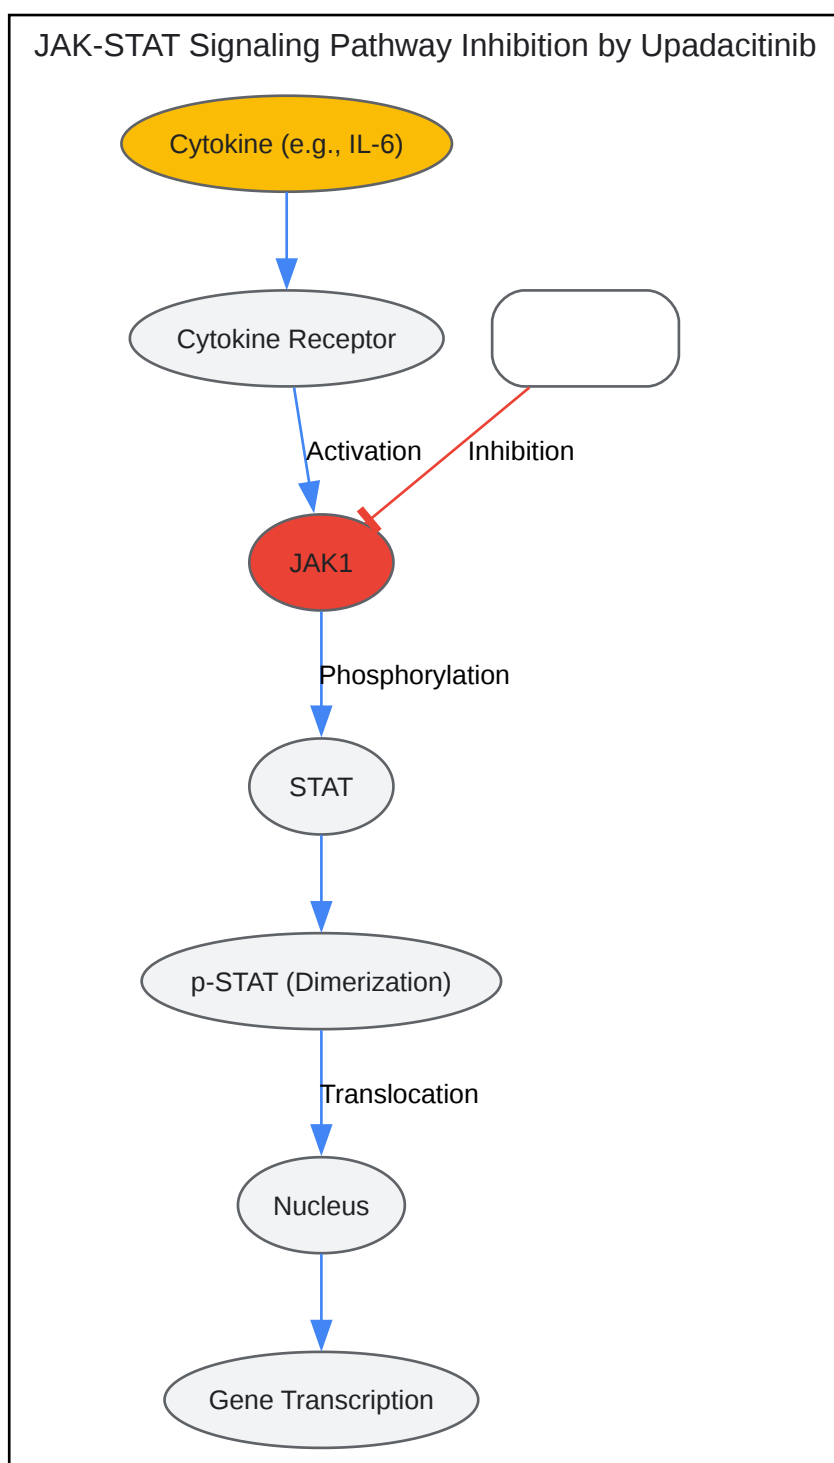 JAK-STAT Signaling Pathway Inhibition by Upadacitinib
Cytokine (e.g., IL-6)
Cytokine Receptor
Activation
Inhibition
JAK1
Phosphorylation
STAT
p-STAT (Dimerization)
Translocation
Nucleus
Gene Transcription